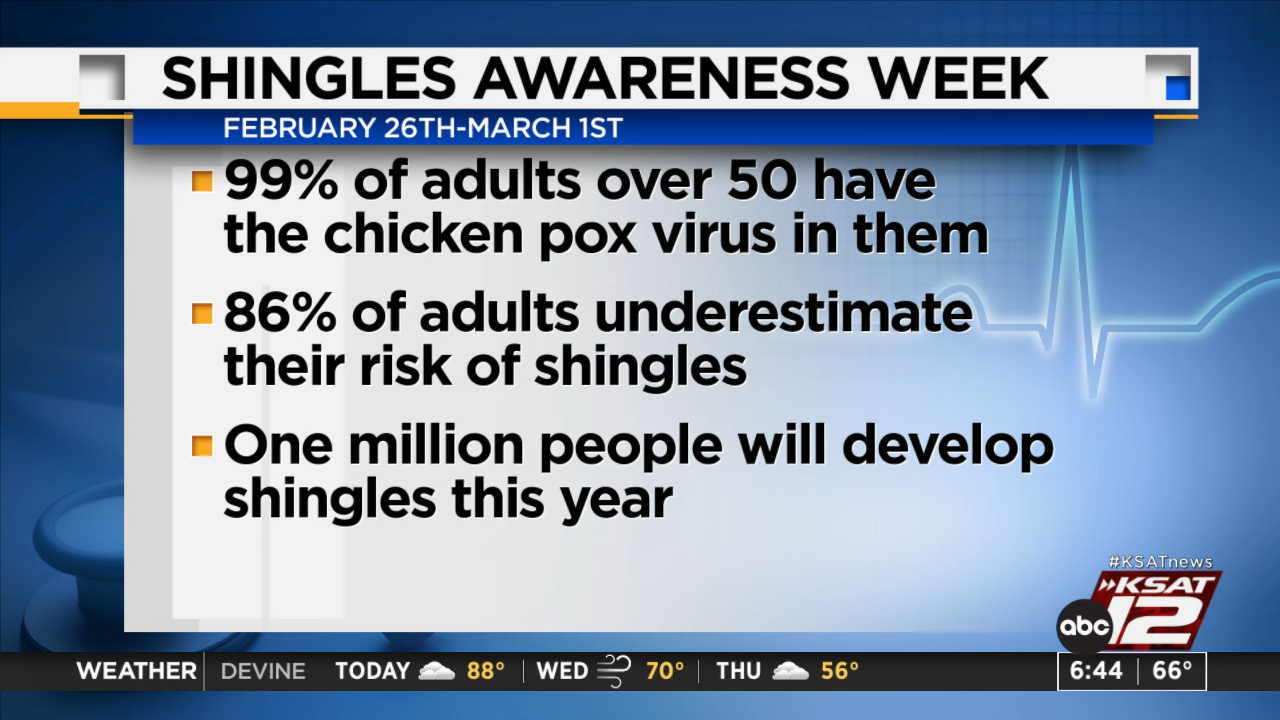 SHINGLES AWARENESS WEEK
FEBRUARY 26TH-MARCH 1ST
99% of adults over 50 have
the chicken pox virus in them
86% of adults underestimate
their risk of shingles
One million people will develop
shingles this year
#KSATnews
KSAT
abc 12
WEATHER DEVINE TODAY 88° WED 70° THU 56° 6:44 66°